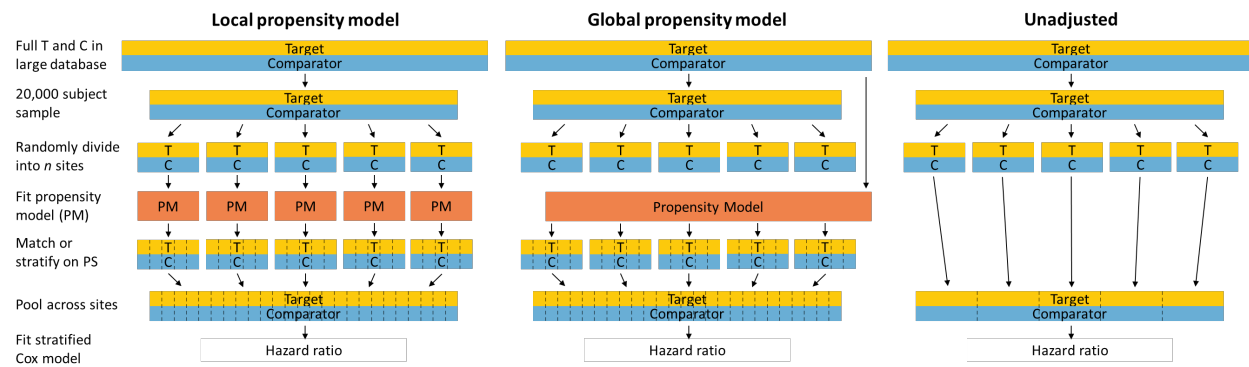 Local propensity model
Global propensity model
Unadjusted
Full T and C in
large database
Target
Comparator
Target
Comparator
Target
Comparator
20,000 subject
sample
Target
Comparator
Target
Comparator
Target
Comparator
Randomly divide
into n sites
T T T T T
C C C C C
T T T T T
C C C C C
T T T T T
C C C C C
Fit propensity
model (PM)
PM PM PM PM PM
Propensity Model
Match or
stratify on PS
T T T T T
C C C C C
T T T T T
C C C C C
Pool across sites
Target
Comparator
Target
Comparator
Target
Comparator
Fit stratified
Cox model
Hazard ratio
Hazard ratio
Hazard ratio